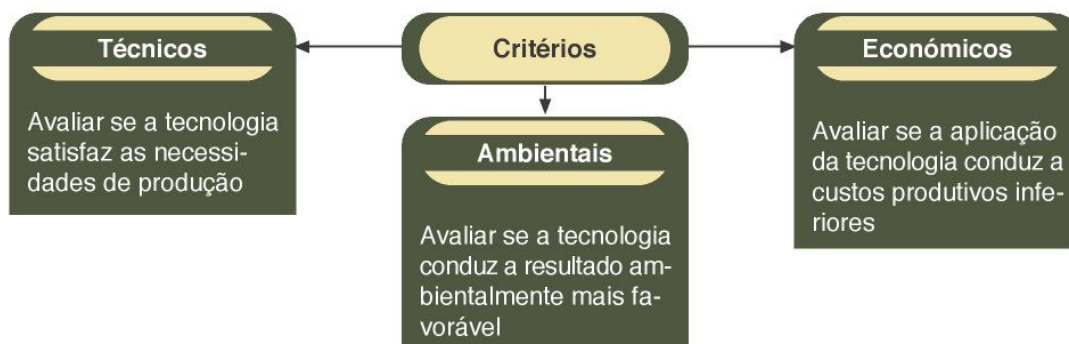 Critérios
Técnicos
Avaliar se a tecnologia
satisfaz as necessi-
dades de produção
Ambientais
Avaliar se a tecnologia
conduz a resultado am-
bientalmente mais fa-
vorável
Económicos
Avaliar se a aplicação
da tecnologia conduz a
custos produtivos infe-
riores